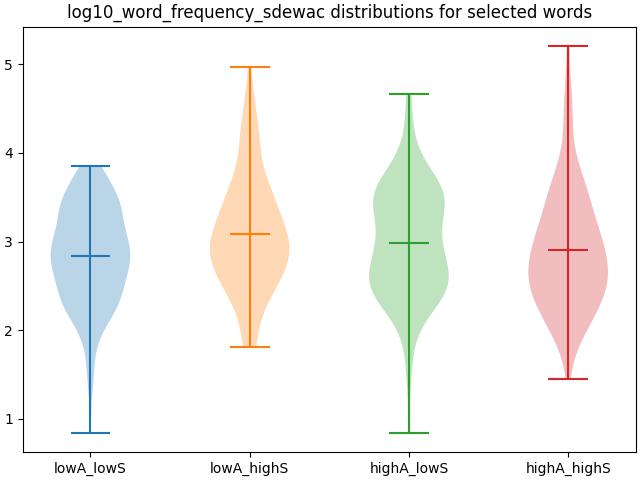 log10_word_frequency_sdewac distributions for selected words
5
4
3
2
1
lowA_lowS lowA_highS highA_lowS highA_highS